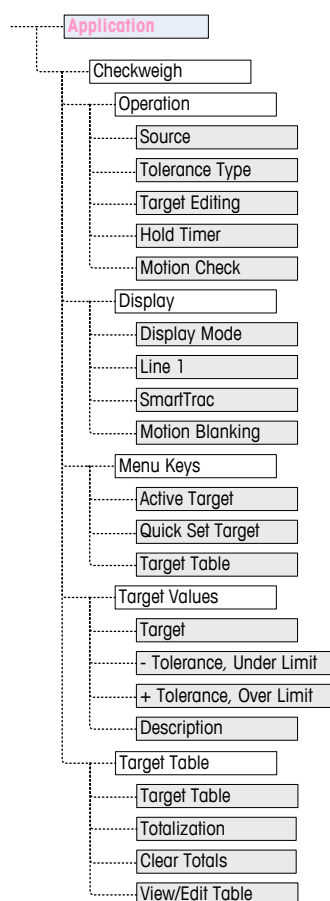 Application
Checkweigh
Operation
Source
Tolerance Type
Target Editing
Hold Timer
Motion Check
Display
Display Mode
Line 1
SmartTrac
Motion Blanking
Menu Keys
Active Target
Quick Set Target
Target Table
Target Values
Target
- Tolerance, Under Limit
+ Tolerance, Over Limit
Description
Target Table
Target Table
Totalization
Clear Totals
View/Edit Table